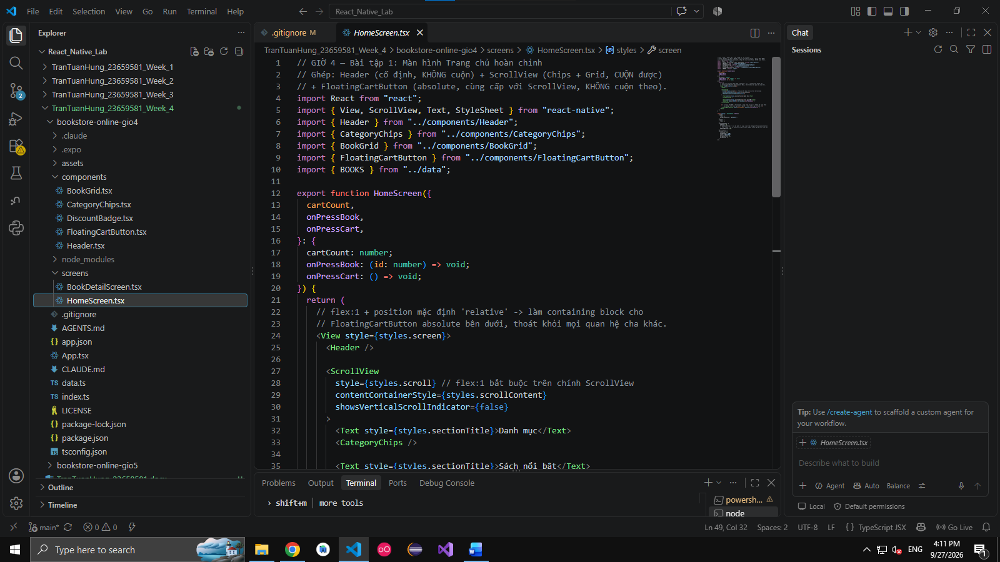 File Edit Selection View Go Run Terminal Help
React_Native_Lab
Explorer
React_Native_Lab
TranTuanHung_23659581_Week_1
TranTuanHung_23659581_Week_2
TranTuanHung_23659581_Week_3
TranTuanHung_23659581_Week_4
bookstore-online-gio4
.claude
.expo
assets
components
BookGrid.tsx
CategoryChips.tsx
DiscountBadge.tsx
FloatingCartButton.tsx
Header.tsx
node_modules
screens
BookDetailScreen.tsx
HomeScreen.tsx
.gitignore
AGENTS.md
app.json
App.tsx
CLAUDE.md
data.ts
index.ts
LICENSE
package-lock.json
package.json
tsconfig.json
bookstore-online-gio5
TranTuanHung_23659581.docx
Outline
Timeline
.gitignore M
HomeScreen.tsx
TranTuanHung_23659581_Week_4 > bookstore-online-gio4 > screens > HomeScreen.tsx > styles > screen
1 // GIỜ 4 — Bài tập 1: Màn hình Trang chủ hoàn chỉnh
2 // Ghép: Header (cố định, KHÔNG cuộn) + ScrollView (Chips + Grid, CUỘN được)
3 // + FloatingCartButton (absolute, cùng cấp với ScrollView, KHÔNG cuộn theo).
4 import React from "react";
5 import { View, ScrollView, Text, StyleSheet } from "react-native";
6 import { Header } from "../components/Header";
7 import { CategoryChips } from "../components/CategoryChips";
8 import { BookGrid } from "../components/BookGrid";
9 import { FloatingCartButton } from "../components/FloatingCartButton";
10 import { BOOKS } from "../data";
11
12 export function HomeScreen({
13 cartCount,
14 onPressBook,
15 onPressCart,
16 }: {
17 cartCount: number;
18 onPressBook: (id: number) => void;
19 onPressCart: () => void;
20 }) {
21 return (
22 // flex:1 + position mặc định 'relative' -> làm containing block cho
23 // FloatingCartButton absolute bên dưới, thoát khỏi mọi quan hệ cha khác.
24 <View style={styles.screen}>
25 <Header />
26
27 <ScrollView
28 style={styles.scroll} // flex:1 bắt buộc trên chính ScrollView
29 contentContainerStyle={styles.scrollContent}
30 showsVerticalScrollIndicator={false}
31 >
32 <Text style={styles.sectionTitle}>Danh mục</Text>
33 <CategoryChips />
34
35 <Text style={styles.sectionTitle}>Sách nổi bật</Text>
Problems Output Terminal Ports Debug Console
› shift+m │ more tools
powersh...
node
Chat
Sessions
Tip: Use /create-agent to scaffold a custom agent for
your workflow.
HomeScreen.tsx
Describe what to build
Agent Auto Balance
Local Default permissions
2
main* 0 0
Ln 49, Col 32 Spaces: 2 UTF-8 LF { } TypeScript JSX Go Live
Type here to search
ENG
4:11 PM
9/27/2026
1